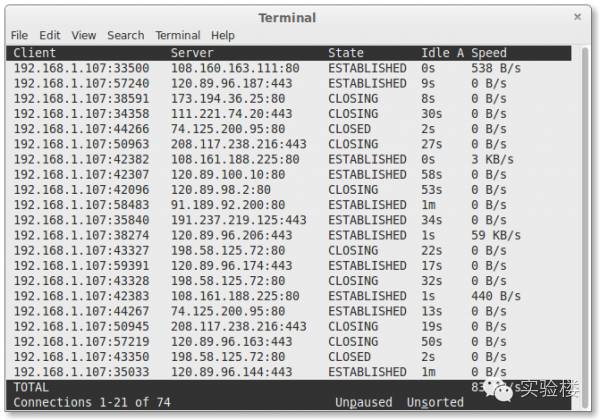 Terminal
File Edit View Search Terminal Help
Client Server State Idle A Speed
192.168.1.107:33500 108.160.163.111:80 ESTABLISHED 0s 538 B/s
192.168.1.107:57240 120.89.96.187:443 ESTABLISHED 9s 0 B/s
192.168.1.107:38591 173.194.36.25:80 CLOSING 8s 0 B/s
192.168.1.107:34358 111.221.74.20:443 CLOSING 30s 0 B/s
192.168.1.107:44266 74.125.200.95:80 CLOSED 2s 0 B/s
192.168.1.107:50963 208.117.238.216:443 CLOSING 27s 0 B/s
192.168.1.107:42382 108.161.188.225:80 ESTABLISHED 0s 3 KB/s
192.168.1.107:42307 120.89.100.10:80 ESTABLISHED 58s 0 B/s
192.168.1.107:42096 120.89.98.2:80 CLOSING 53s 0 B/s
192.168.1.107:58483 91.189.92.200:80 ESTABLISHED 1m 0 B/s
192.168.1.107:35840 191.237.219.125:443 ESTABLISHED 34s 0 B/s
192.168.1.107:38274 120.89.96.206:443 ESTABLISHED 1s 59 KB/s
192.168.1.107:43327 198.58.125.72:80 CLOSING 22s 0 B/s
192.168.1.107:59391 120.89.96.174:443 ESTABLISHED 17s 0 B/s
192.168.1.107:43328 198.58.125.72:80 CLOSING 32s 0 B/s
192.168.1.107:42383 108.161.188.225:80 ESTABLISHED 1s 440 B/s
192.168.1.107:44267 74.125.200.95:80 ESTABLISHED 13s 0 B/s
192.168.1.107:50945 208.117.238.216:443 CLOSING 19s 0 B/s
192.168.1.107:57219 120.89.96.163:443 CLOSING 50s 0 B/s
192.168.1.107:43350 198.58.125.72:80 CLOSED 2s 0 B/s
192.168.1.107:35033 120.89.96.144:443 ESTABLISHED 1m 0 B/s
TOTAL
Connections 1-21 of 74 Unpaused Unsorted
实验楼